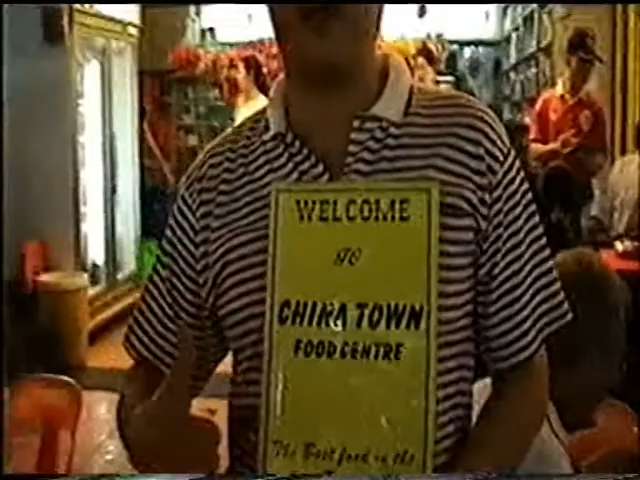 WELCOME
TO
CHINA TOWN
FOOD CENTRE
The Best food in the